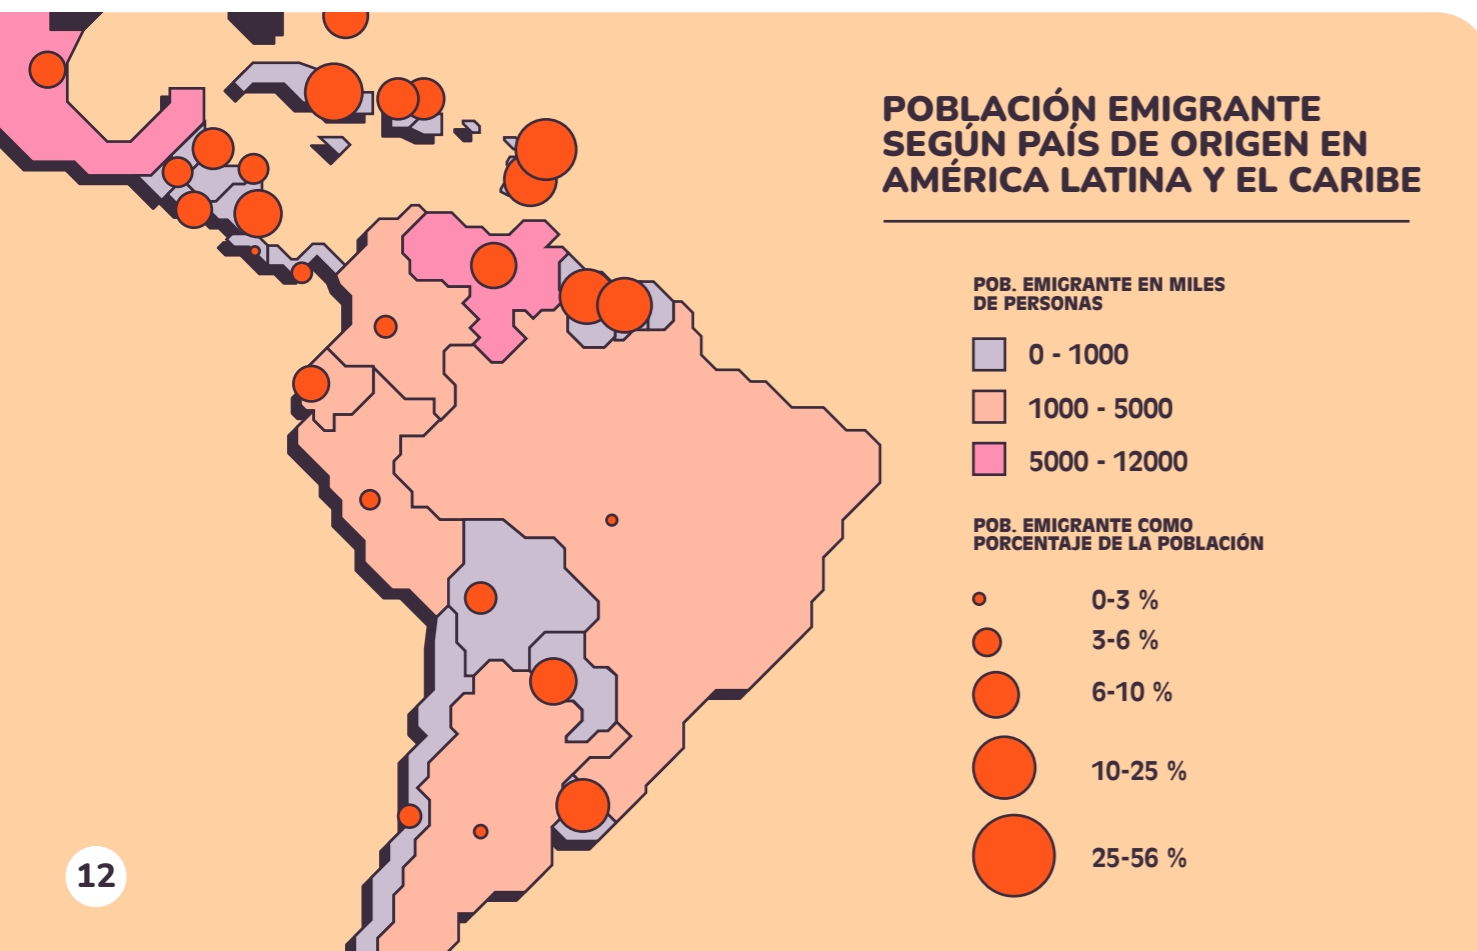 POBLACIÓN EMIGRANTE
SEGÚN PAÍS DE ORIGEN EN
AMÉRICA LATINA Y EL CARIBE
POB. EMIGRANTE EN MILES
DE PERSONAS
0 - 1000
1000 - 5000
5000 - 12000
POB. EMIGRANTE COMO
PORCENTAJE DE LA POBLACIÓN
0-3 %
3-6 %
6-10 %
10-25 %
25-56 %
12